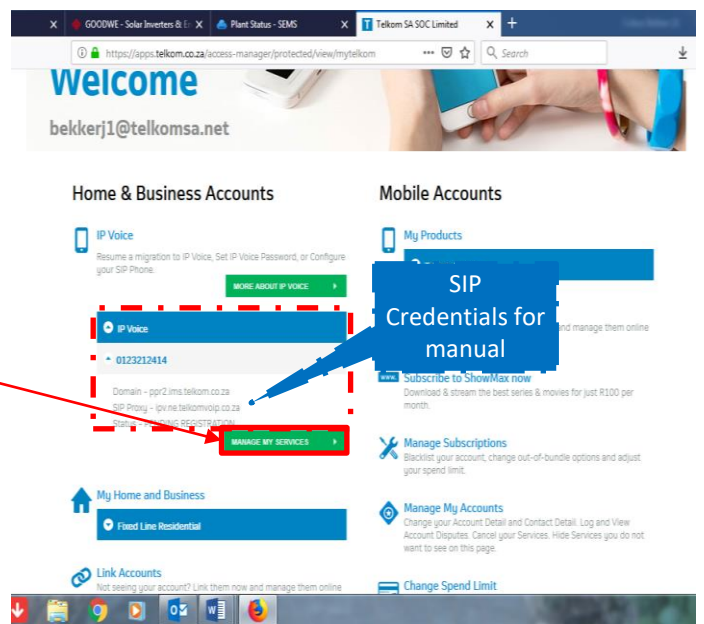 GOODWE - Solar Inverters & E
Plant Status - SEMS
Telkom SA SOC Limited
https://apps.telkom.co.za/access-manager/protected/view/mytelkom
Search
Welcome
bekkerj1@telkomsa.net
Home & Business Accounts
IP Voice
Resume a migration to IP Voice, Set IP Voice Password, or Configure
your SIP Phone.
MORE ABOUT IP VOICE
IP Voice
0123212414
Domain - ppr2.ims.telkom.co.za
SIP Proxy - ipv.ne.telkomvoip.co.za
Status - PENDING REGISTRATION
MANAGE MY SERVICES
My Home and Business
Fixed Line Residential
Link Accounts
Not seeing your account? Link them now and manage them online
Mobile Accounts
My Products
SIP
Credentials for
manual
and manage them online
www.
Subscribe to ShowMax now
Download & stream the best series & movies for just R100 per
month.
Manage Subscriptions
Blacklist your account, change out-of-bundle options and adjust
your spend limit.
Manage My Accounts
Change your Account Detail and Contact Detail. Log and View
Account Disputes. Cancel your Services. Hide Services you do not
want to see on this page.
Change Spend Limit